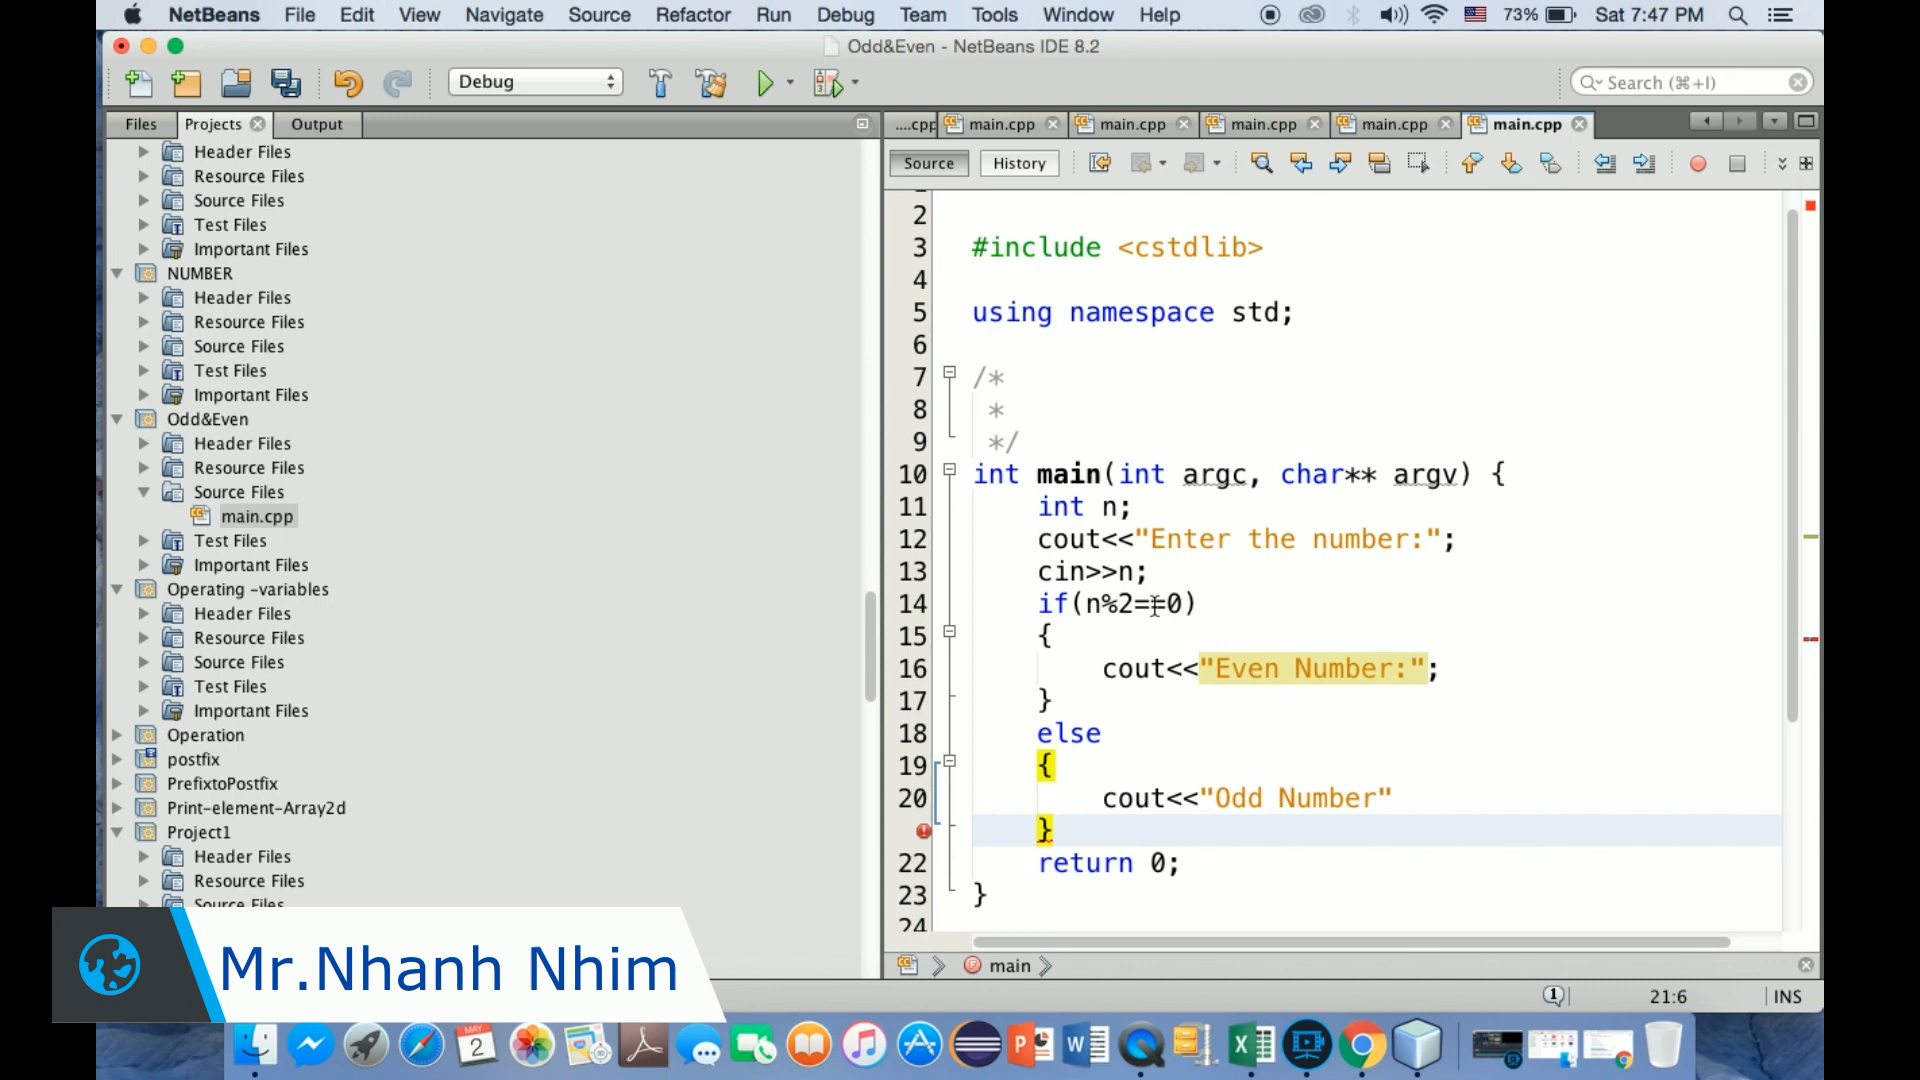 NetBeans File Edit View Navigate Source Refactor Run Debug Team Tools Window Help 73% Sat 7:47 PM
Odd&Even - NetBeans IDE 8.2
Debug
Search (⌘+I)
Files Projects Output
....cpp main.cpp main.cpp main.cpp main.cpp main.cpp
Source History
Header Files
Resource Files
Source Files
Test Files
Important Files
NUMBER
Header Files
Resource Files
Source Files
Test Files
Important Files
Odd&Even
Header Files
Resource Files
Source Files
main.cpp
Test Files
Important Files
Operating -variables
Header Files
Resource Files
Source Files
Test Files
Important Files
Operation
postfix
PrefixtoPostfix
Print-element-Array2d
Project1
Header Files
Resource Files
Source Files
2
3 #include <cstdlib>
4
5 using namespace std;
6
7 /*
8 *
9 */
10 int main(int argc, char** argv) {
11 int n;
12 cout<<"Enter the number:";
13 cin>>n;
14 if(n%2==0)
15 {
16 cout<<"Even Number:";
17 }
18 else
19 {
20 cout<<"Odd Number"
}
22 return 0;
23 }
24
main
1 21:6 INS
Mr.Nhanh Nhim
MAY
2